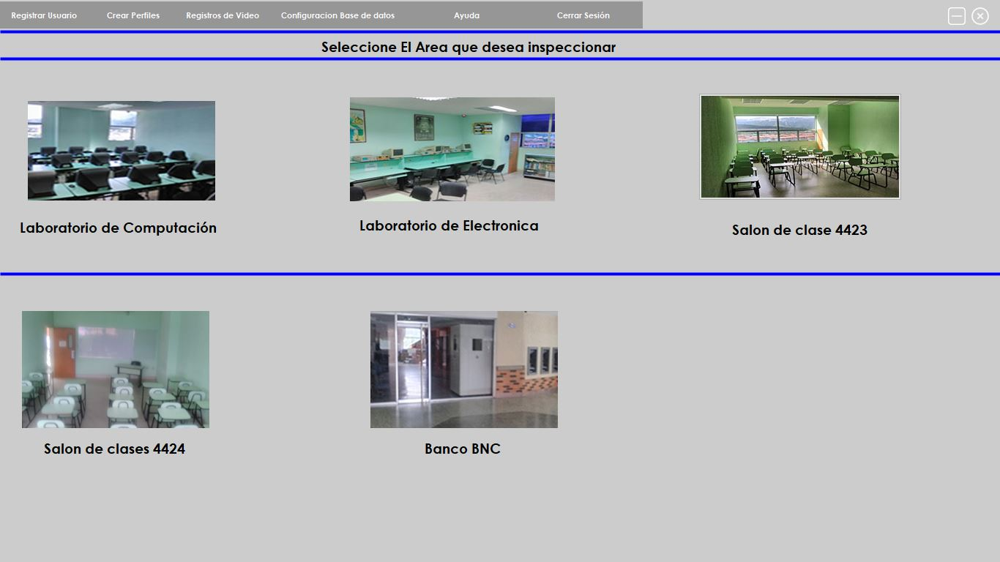 Registrar Usuario
Crear Perfiles
Registros de Video
Configuracion Base de datos
Ayuda
Cerrar Sesión
Seleccione El Area que desea inspeccionar
Laboratorio de Computación
Laboratorio de Electronica
Salon de clase 4423
Salon de clases 4424
Banco BNC